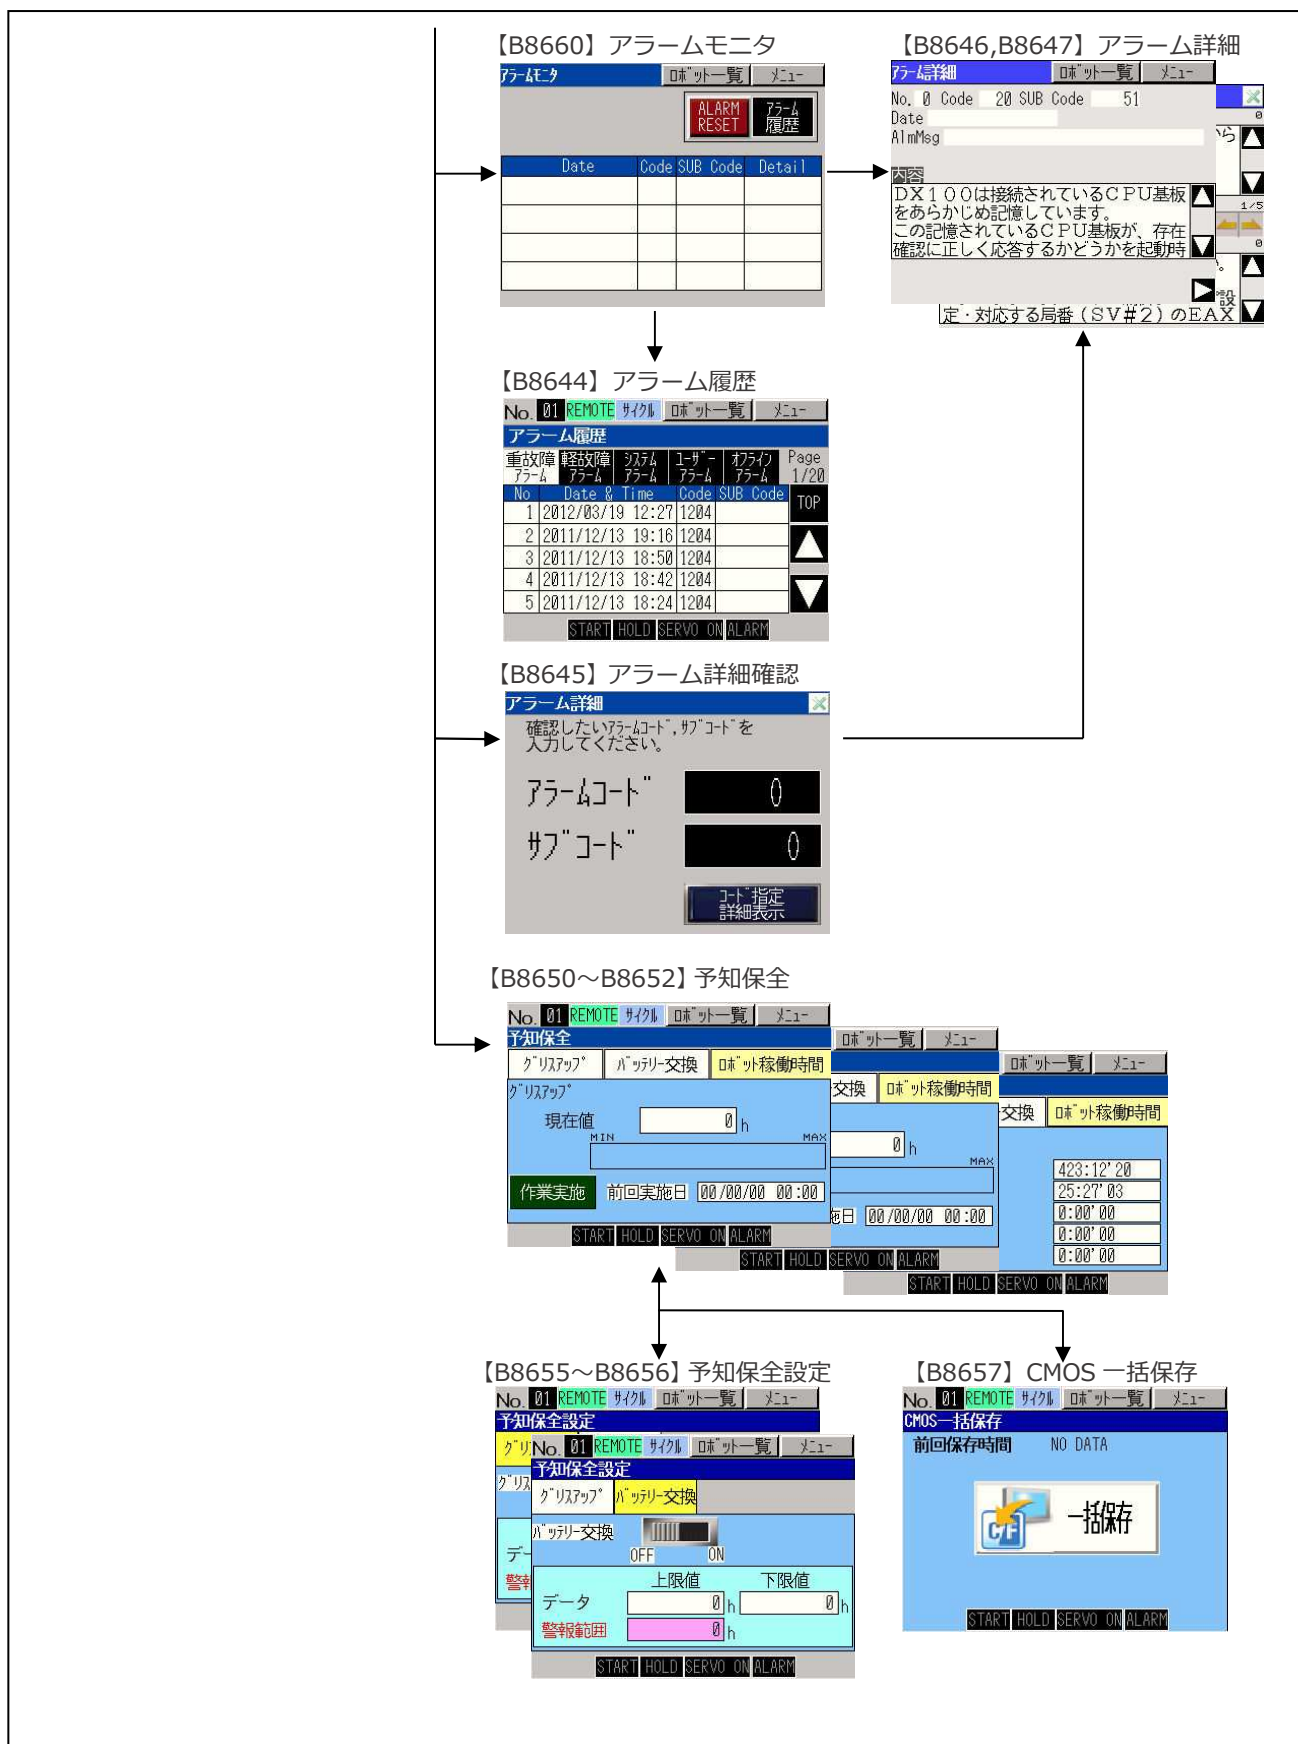 【B8660】アラームモニタ
ｱﾗｰﾑﾓﾆﾀ ﾛﾎﾞｯﾄ一覧 ﾒﾆｭｰ
ALARM RESET ｱﾗｰﾑ履歴
Date Code SUB Code Detail
【B8646,B8647】アラーム詳細
ｱﾗｰﾑ詳細 ﾛﾎﾞｯﾄ一覧 ﾒﾆｭｰ
No. 0 Code 20 SUB Code 51
Date
AlmMsg
内容
DX100は接続されているCPU基板
をあらかじめ記憶しています。
この記憶されているCPU基板が、存在
確認に正しく応答するかどうかを起動時
0
から
1/5
0
。
設
定・対応する局番(SV#2)のEAX
【B8644】アラーム履歴
No. 01 REMOTE ｻｲｸﾙ ﾛﾎﾞｯﾄ一覧 ﾒﾆｭｰ
アラーム履歴
重故障 軽故障 ｼｽﾃﾑ ﾕｰｻﾞｰ ｵﾌﾗｲﾝ Page
ｱﾗｰﾑ ｱﾗｰﾑ ｱﾗｰﾑ ｱﾗｰﾑ ｱﾗｰﾑ 1/20
No Date & Time Code SUB Code TOP
1 2012/03/19 12:27 1204
2 2011/12/13 19:16 1204
3 2011/12/13 18:50 1204
4 2011/12/13 18:42 1204
5 2011/12/13 18:24 1204
START HOLD SERVO ON ALARM
【B8645】アラーム詳細確認
アラーム詳細
確認したいｱﾗｰﾑｺｰﾄﾞ,ｻﾌﾞｺｰﾄﾞを
入力してください。
ｱﾗｰﾑｺｰﾄﾞ 0
ｻﾌﾞｺｰﾄﾞ 0
ｺｰﾄﾞ指定
詳細表示
【B8650～B8652】予知保全
No. 01 REMOTE ｻｲｸﾙ ﾛﾎﾞｯﾄ一覧 ﾒﾆｭｰ
予知保全
ｸﾞﾘｽｱｯﾌﾟ ﾊﾞｯﾃﾘｰ交換 ﾛﾎﾞｯﾄ稼働時間
ｸﾞﾘｽｱｯﾌﾟ
現在値 0 h
MIN MAX
作業実施 前回実施日 00/00/00 00:00
START HOLD SERVO ON ALARM
ﾛﾎﾞｯﾄ一覧 ﾒﾆｭｰ
交換 ﾛﾎﾞｯﾄ稼働時間
0 h
MAX
施日 00/00/00 00:00
START HOLD SERVO ON ALARM
ﾛﾎﾞｯﾄ一覧 ﾒﾆｭｰ
交換 ﾛﾎﾞｯﾄ稼働時間
423:12'20
25:27'03
0:00'00
0:00'00
0:00'00
START HOLD SERVO ON ALARM
【B8655～B8656】予知保全設定
No. 01 REMOTE ｻｲｸﾙ ﾛﾎﾞｯﾄ一覧 ﾒﾆｭｰ
予知保全設定
ｸﾞﾘ
ｸﾞﾘｽ
デー
警報
No. 01 REMOTE ｻｲｸﾙ ﾛﾎﾞｯﾄ一覧 ﾒﾆｭｰ
予知保全設定
ｸﾞﾘｽｱｯﾌﾟ ﾊﾞｯﾃﾘｰ交換
ﾊﾞｯﾃﾘｰ交換
OFF ON
上限値 下限値
データ 0 h 0 h
警報範囲 0 h
START HOLD SERVO ON ALARM
【B8657】CMOS 一括保存
No. 01 REMOTE ｻｲｸﾙ ﾛﾎﾞｯﾄ一覧 ﾒﾆｭｰ
CMOS一括保存
前回保存時間 NO DATA
C/F 一括保存
START HOLD SERVO ON ALARM